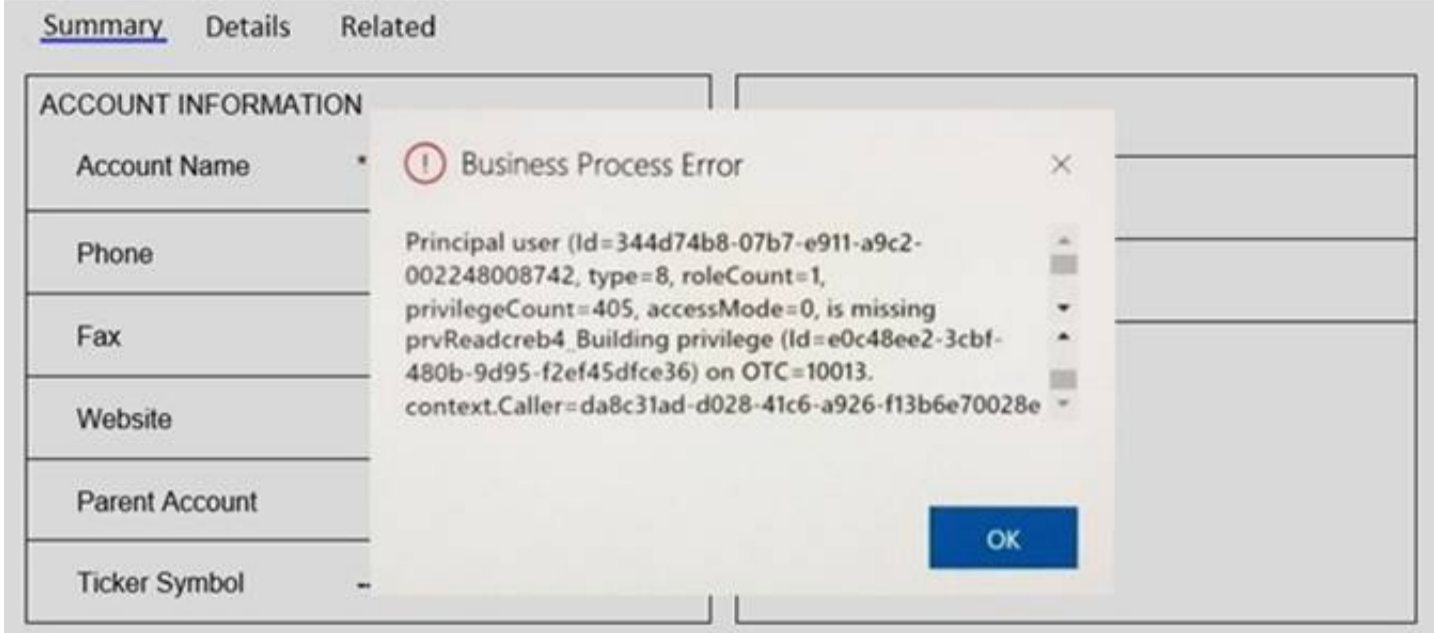 Summary Details Related
ACCOUNT INFORMATION
Account Name *
Phone
Fax
Website
Parent Account
Ticker Symbol --
Business Process Error
Principal user (Id=344d74b8-07b7-e911-a9c2-
002248008742, type=8, roleCount=1,
privilegeCount=405, accessMode=0, is missing
prvReadcreb4_Building privilege (Id=e0c48ee2-3cbf-
480b-9d95-f2ef45dfce36) on OTC=10013.
context.Caller=da8c31ad-d028-41c6-a926-f13b6e70028e
OK